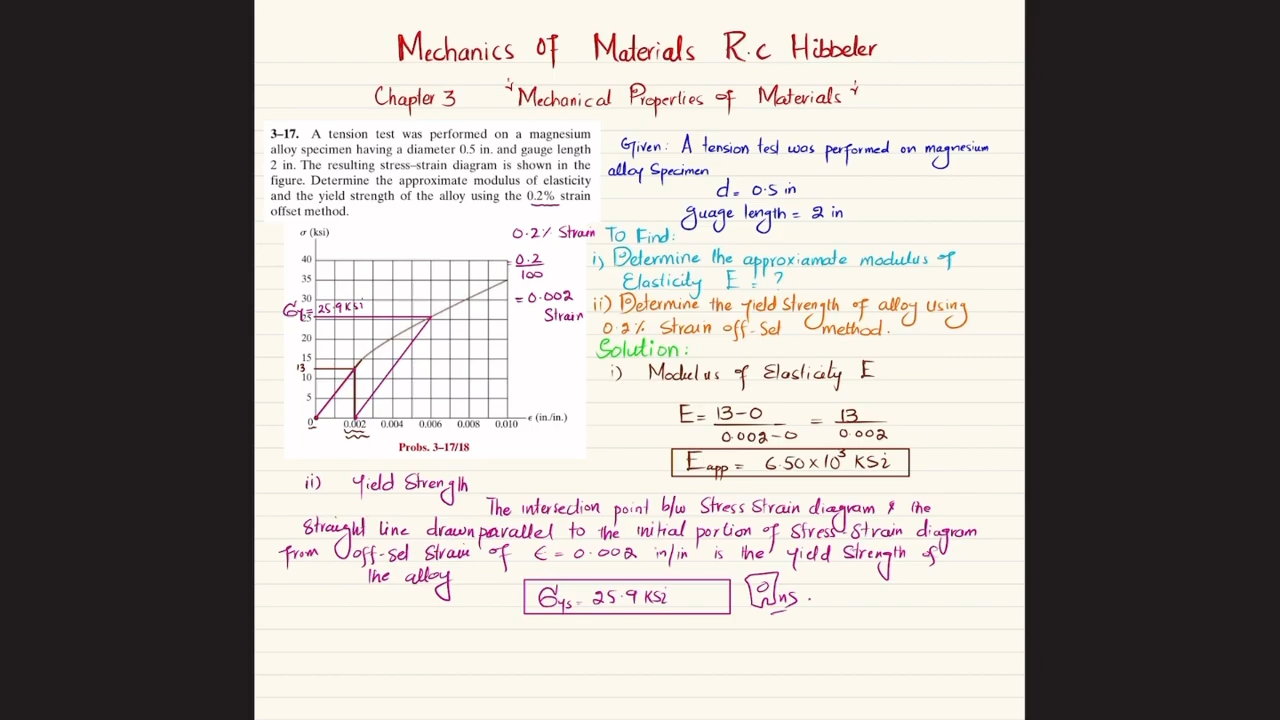 Mechanics of Materials R.c Hibbeler
Chapter 3 "Mechanical Properties of Materials"
3–17. A tension test was performed on a magnesium
alloy specimen having a diameter 0.5 in. and gauge length
2 in. The resulting stress–strain diagram is shown in the
figure. Determine the approximate modulus of elasticity
and the yield strength of the alloy using the 0.2% strain
offset method.
σ (ksi)
40
35
30
25
20
15
10
5
0
0.002 0.004 0.006 0.008 0.010
ϵ (in./in.)
Probs. 3–17/18
σys = 25.9 ksi
13
0.2% Strain
= 0.2
100
= 0.002
Strain
Given: A tension test was performed on magnesium
alloy Specimen
d = 0.5 in
guage length = 2 in
To Find:
i) Determine the approxiamate modulus of
Elasticity E = ?
ii) Determine the yield Strength of alloy using
0.2% Strain off-Set method.
Solution:
i) Modulus of Elasticity E
E = 13-0 = 13
0.002-0 0.002
Eapp = 6.50 x 10³ KSi
ii) Yield Strength
The intersection point b/w Stress Strain diagram & the
Straight line drawn parallel to the initial portion of Stress-Strain diagram
from off-set Strain of ϵ = 0.002 in/in is the yield Strength of
the alloy
σys = 25.9 KSi Ans.